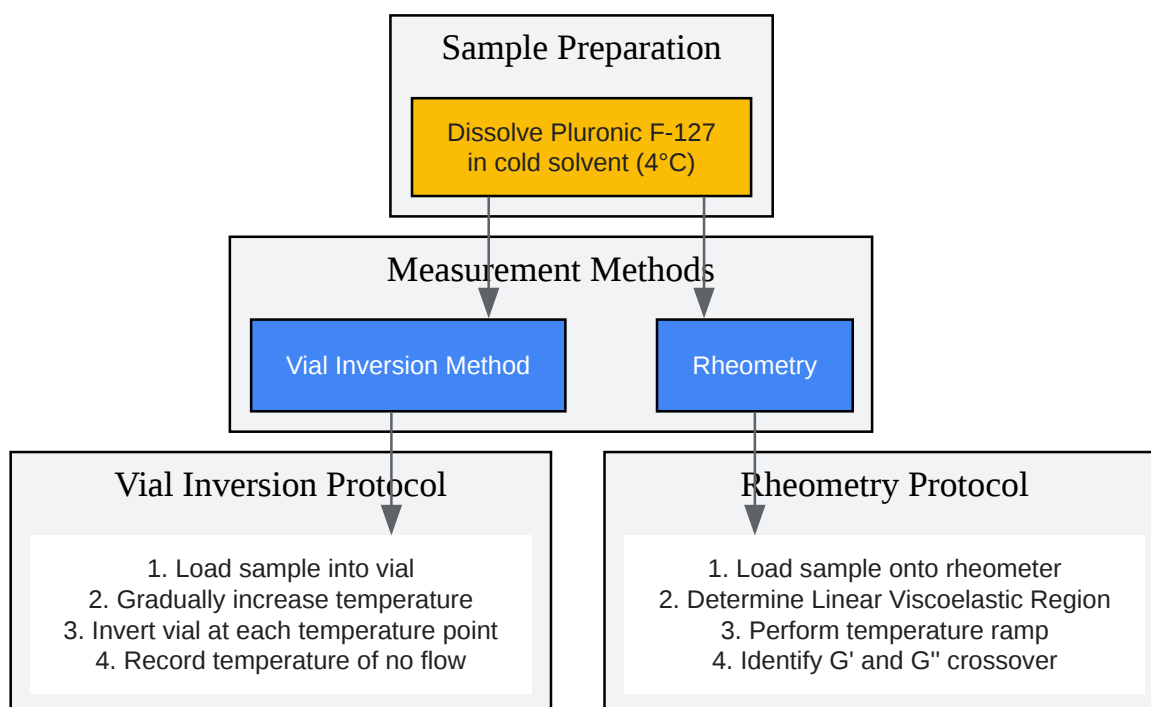 Sample Preparation
Dissolve Pluronic F-127
in cold solvent (4°C)
Measurement Methods
Vial Inversion Method
Rheometry
Vial Inversion Protocol
1. Load sample into vial
2. Gradually increase temperature
3. Invert vial at each temperature point
4. Record temperature of no flow
Rheometry Protocol
1. Load sample onto rheometer
2. Determine Linear Viscoelastic Region
3. Perform temperature ramp
4. Identify G' and G'' crossover